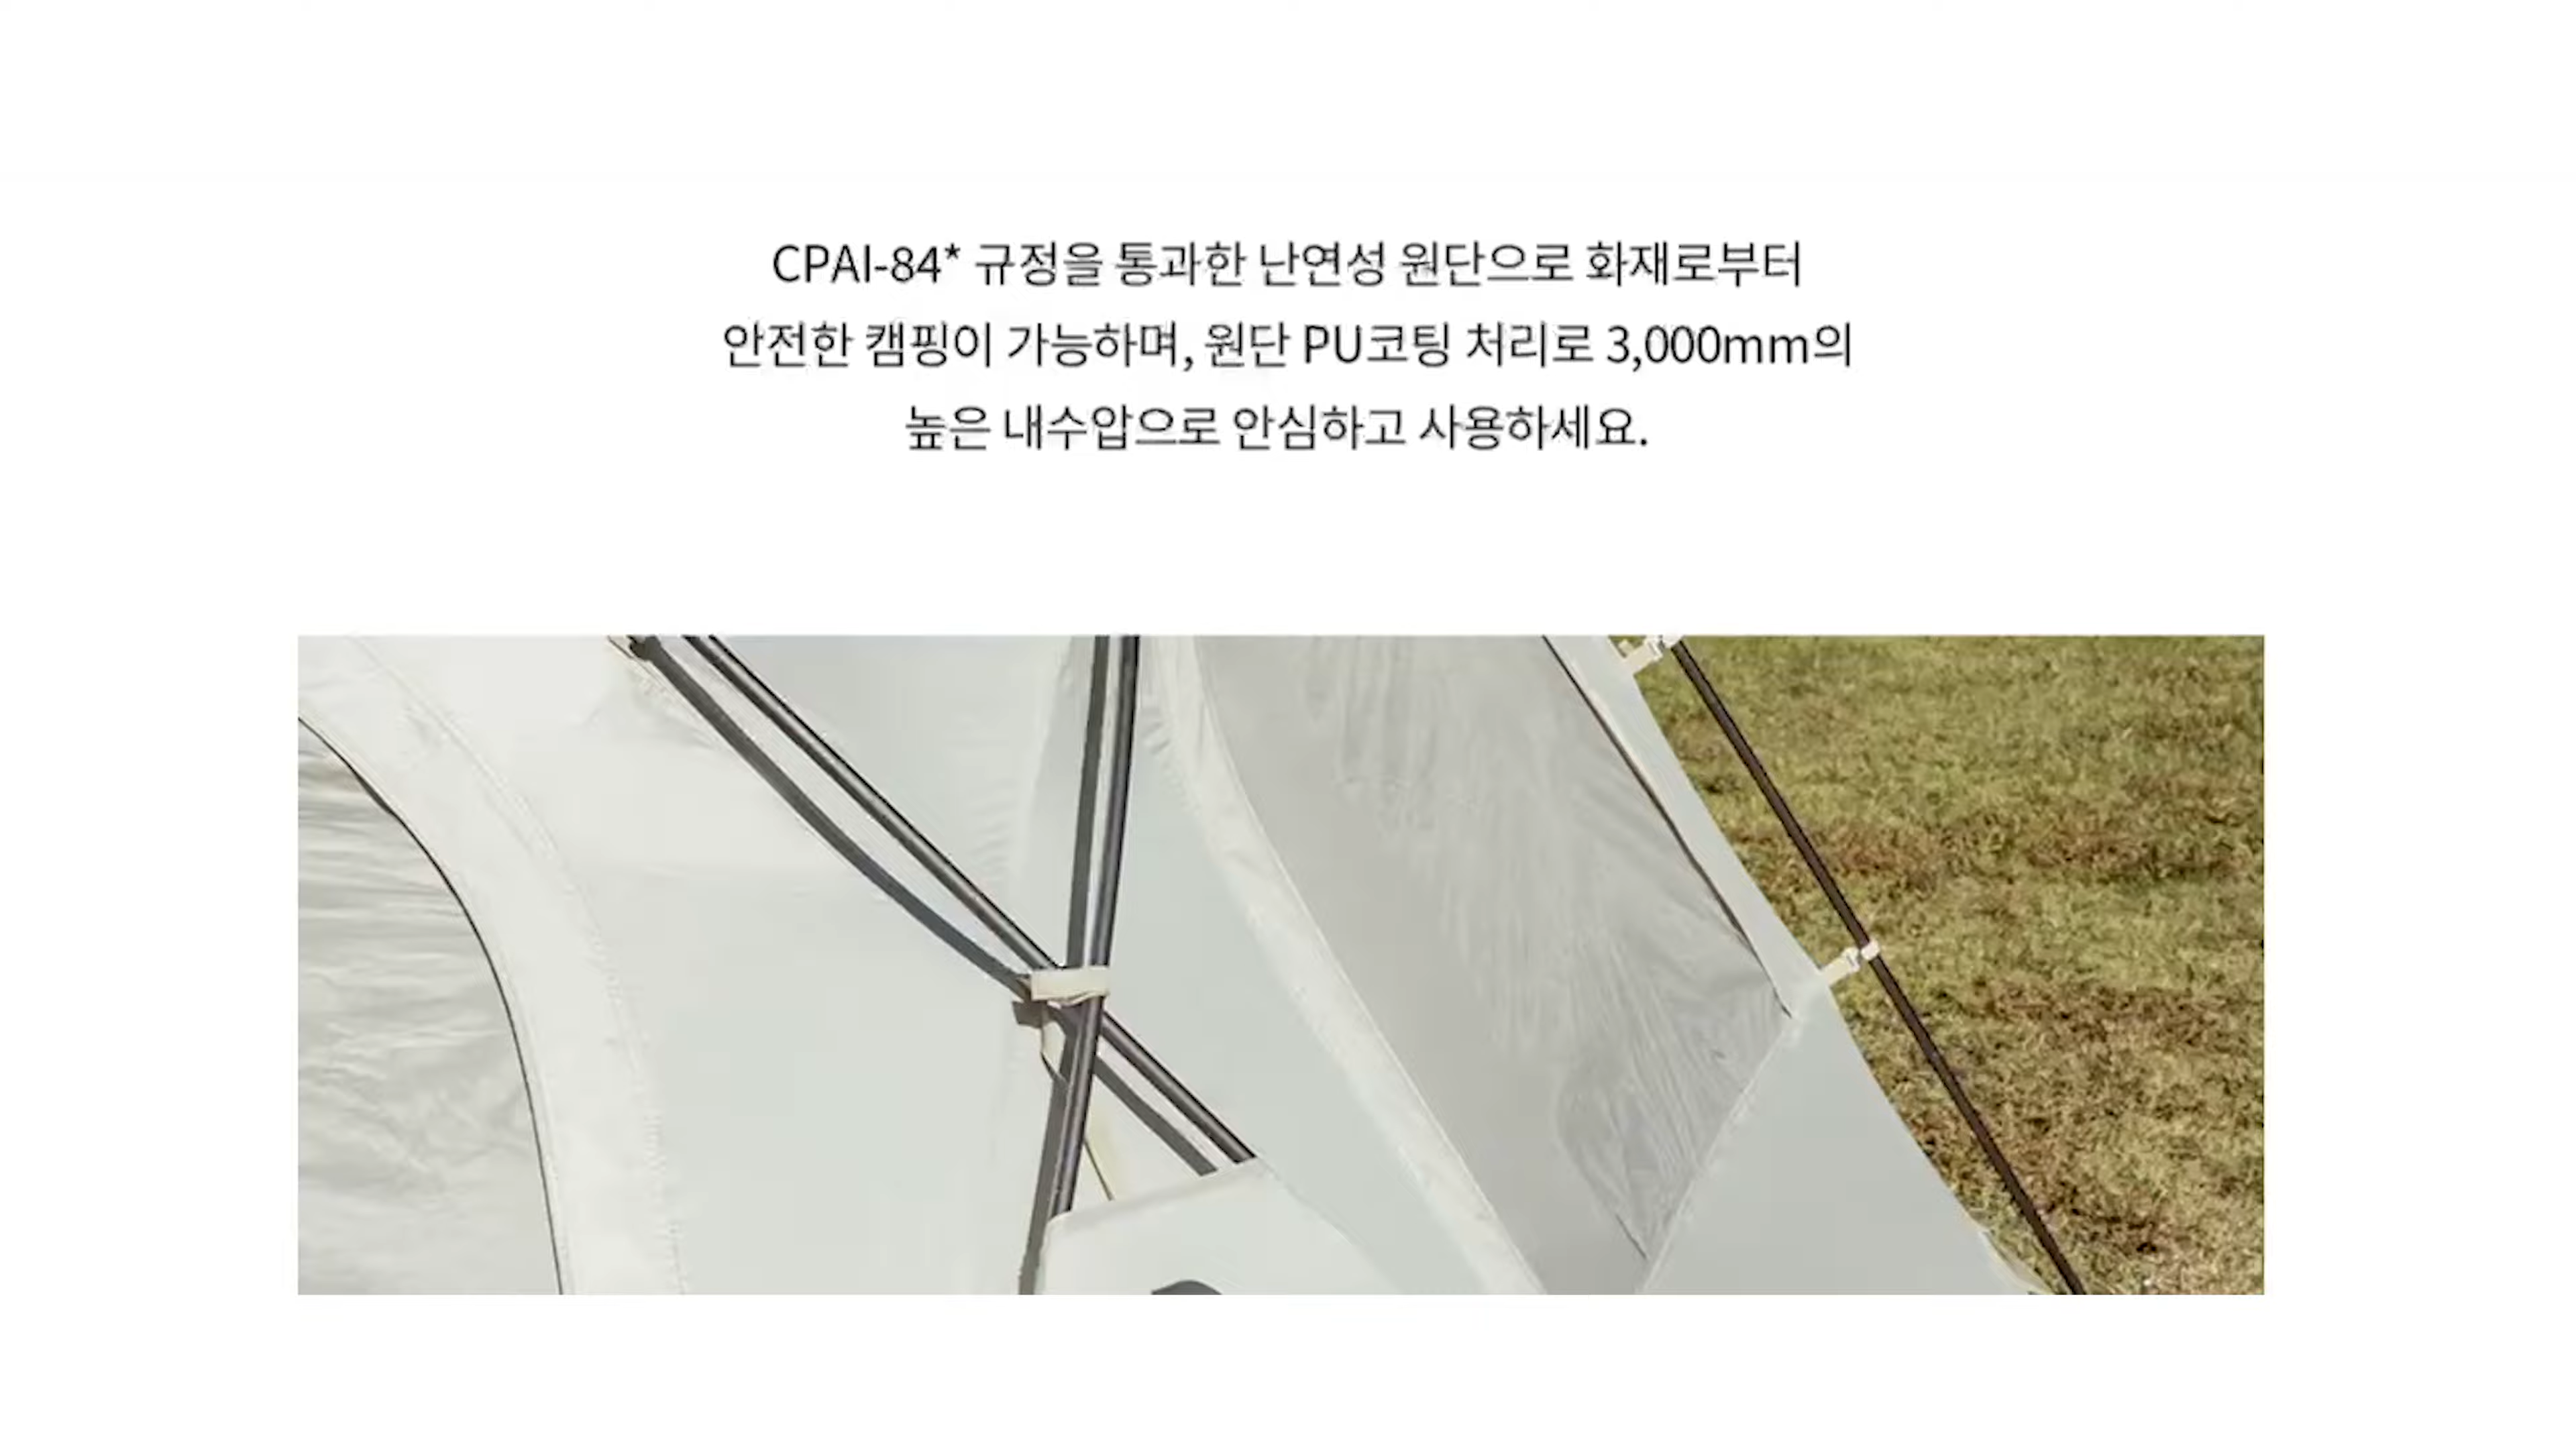 CPAI-84* 규정을 통과한 난연성 원단으로 화재로부터
안전한 캠핑이 가능하며, 원단 PU코팅 처리로 3,000mm의
높은 내수압으로 안심하고 사용하세요.